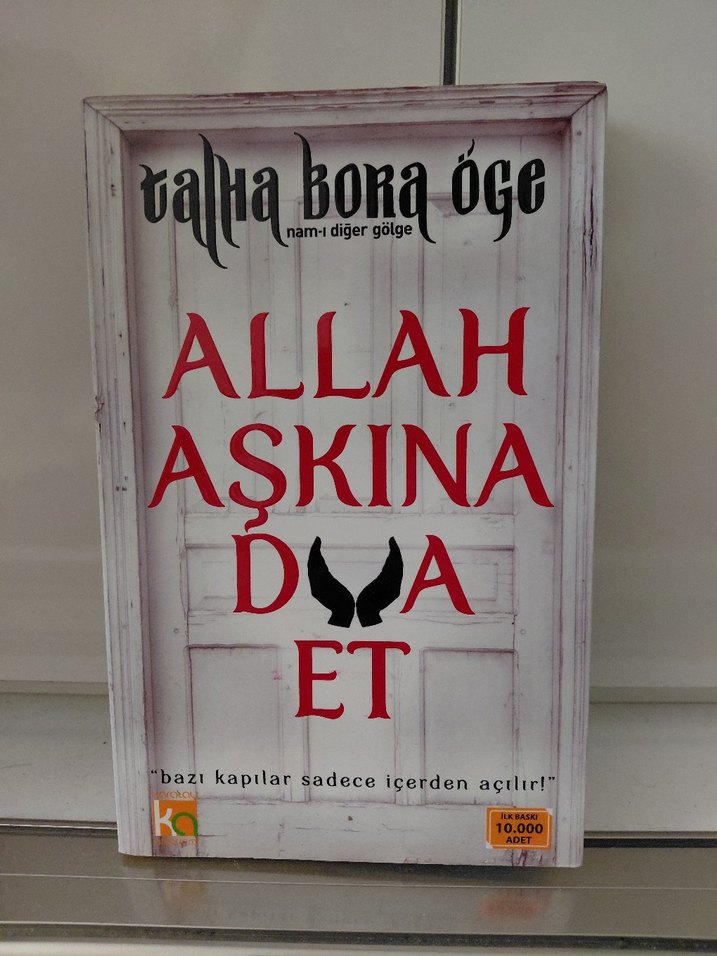 talha bora öge
nam-ı diğer gölge
ALLAH
AŞKINA
DUA
ET
“bazı kapılar sadece içerden açılır!”
İLK BASKI
10.000
ADET